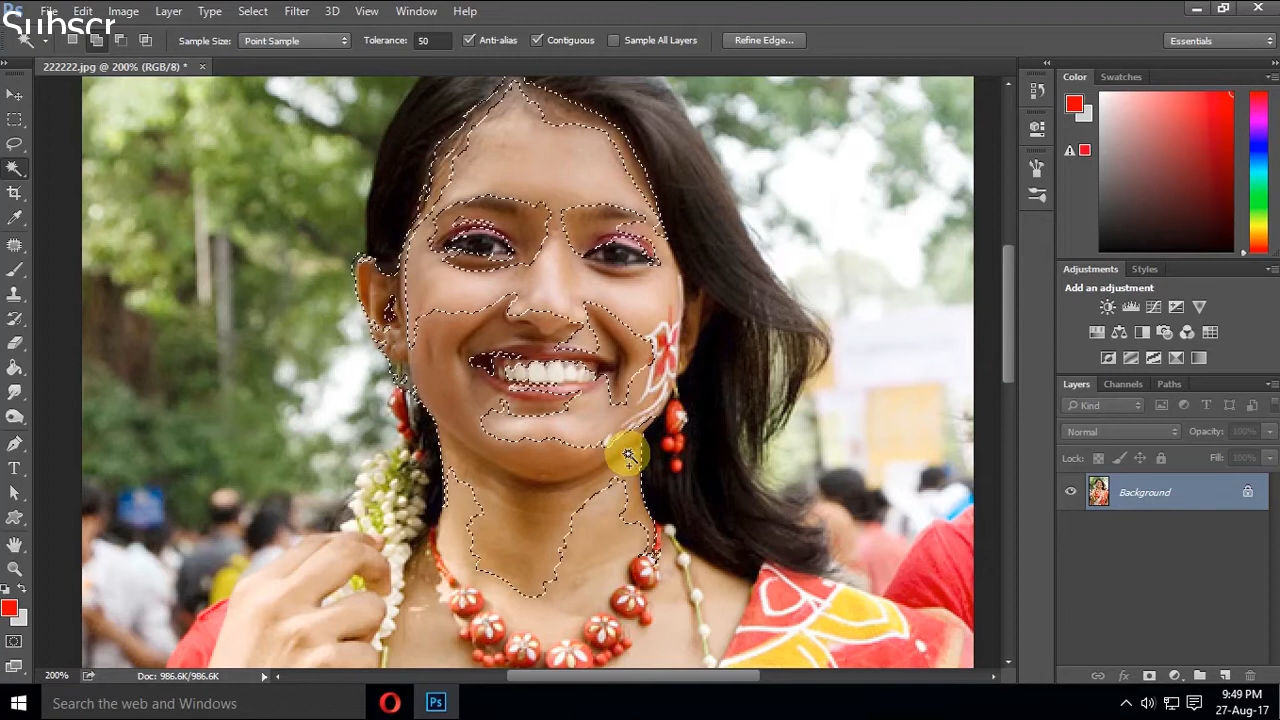 Ps File Edit Image Layer Type Select Filter 3D View Window Help
Subscr
Sample Size: Point Sample Tolerance: 50 Anti-alias Contiguous Sample All Layers Refine Edge... Essentials
222222.jpg @ 200% (RGB/8) * ×
Color Swatches
Adjustments Styles
Add an adjustment
Layers Channels Paths
Kind
Normal Opacity: 100%
Lock: Fill: 100%
Background
200% Doc: 986.6K/986.6K
Search the web and Windows Ps 9:49 PM
27-Aug-17